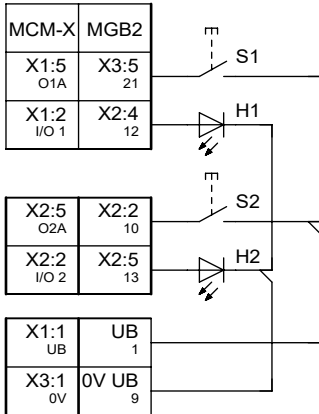 MCM-X MGB2
X1:5 X3:5 S1
O1A 21
X1:2 X2:4 H1
I/O 1 12
X2:5 X2:2 S2
O2A 10
X2:2 X2:5 H2
I/O 2 13
X1:1 UB
UB 1
X3:1 0V UB
0V 9